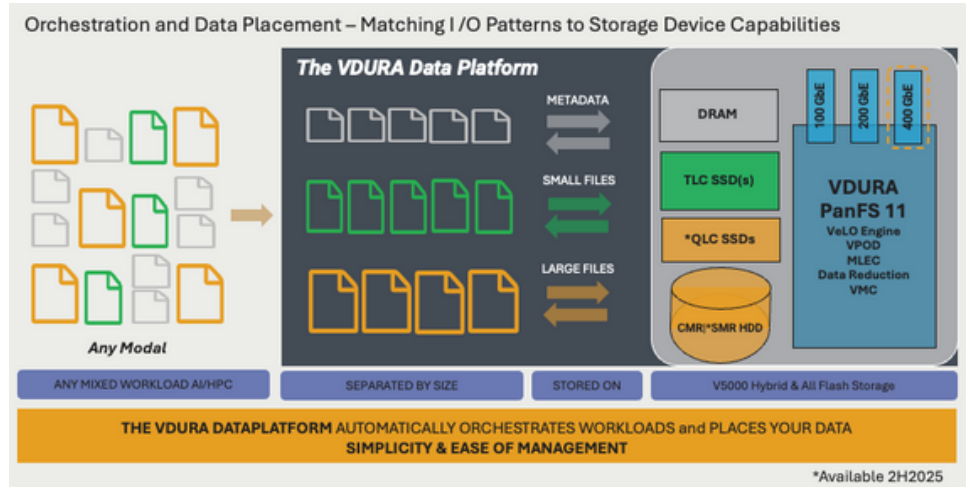 Orchestration and Data Placement – Matching I /O Patterns to Storage Device Capabilities
The VDURA Data Platform
METADATA
SMALL FILES
LARGE FILES
Any Modal
DRAM
TLC SSD(s)
*QLC SSDs
CMR|*SMR HDD
100 GbE
200 GbE
400 GbE
VDURA
PanFS 11
VeLO Engine
VPOD
MLEC
Data Reduction
VMC
ANY MIXED WORKLOAD AI/HPC
SEPARATED BY SIZE
STORED ON
V5000 Hybrid & All Flash Storage
THE VDURA DATAPLATFORM AUTOMATICALLY ORCHESTRATES WORKLOADS and PLACES YOUR DATA
SIMPLICITY & EASE OF MANAGEMENT
*Available 2H2025